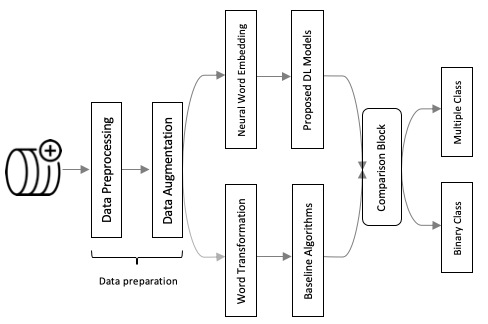 Data Preprocessing
Data Augmentation
Data preparation
Neural Word Embedding
Proposed DL Models
Word Transformation
Baseline Algorithms
Comparison Block
Multiple Class
Binary Class